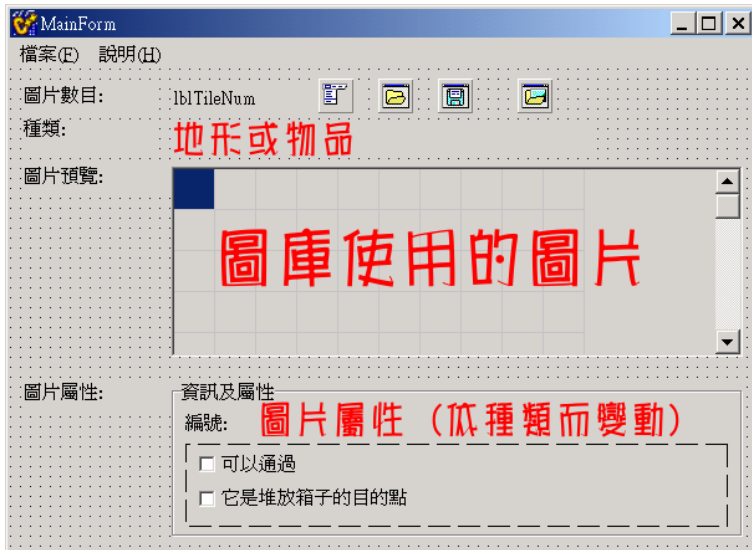 MainForm
檔案(F) 說明(H)
圖片數目: lblTileNum
種類: 地形或物品
圖片預覽:
圖庫使用的圖片
圖片屬性:
資訊及屬性
編號: 圖片屬性 (依種類而變動)
可以通過
它是堆放箱子的目的點